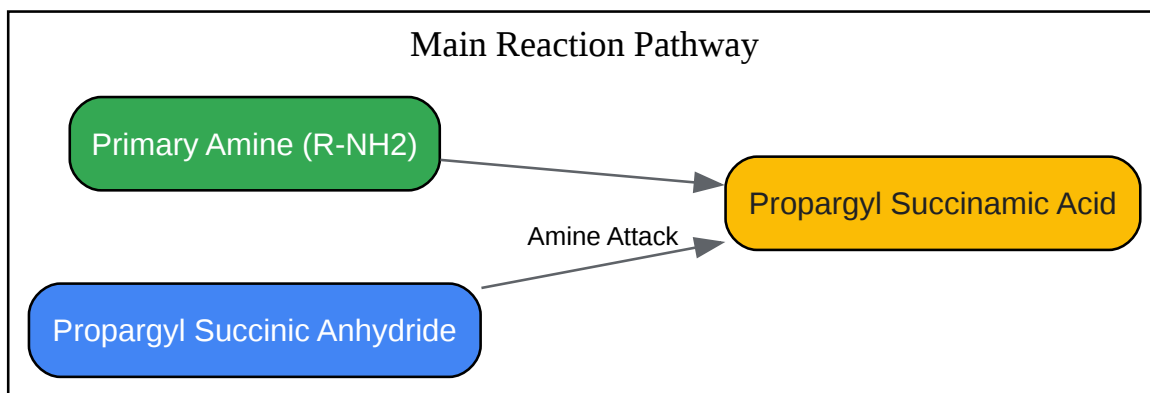 Main Reaction Pathway
Primary Amine (R-NH2)
Propargyl Succinamic Acid
Amine Attack
Propargyl Succinic Anhydride